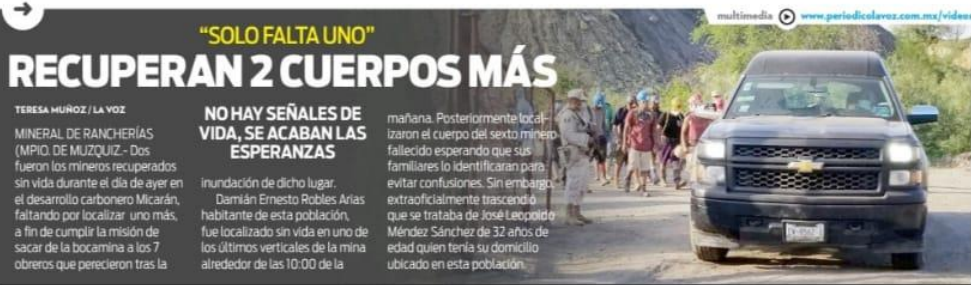 multimedia www.periodicolavoz.com.mx/videos
“SOLO FALTA UNO”
RECUPERAN 2 CUERPOS MÁS
TERESA MUÑOZ / LA VOZ
MINERAL DE RANCHERÍAS
(MPIO. DE MUZQUIZ.- Dos
fueron los mineros recuperados
sin vida durante el día de ayer en
el desarrollo carbonero Micarán,
faltando por localizar uno más,
a fin de cumplir la misión de
sacar de la bocamina a los 7
obreros que perecieron tras la
NO HAY SEÑALES DE
VIDA, SE ACABAN LAS
ESPERANZAS
inundación de dicho lugar.
Damián Ernesto Robles Arias
habitante de esta población,
fue localizado sin vida en uno de
los últimos verticales de la mina
alrededor de las 10:00 de la
mañana. Posteriormente local-
izaron el cuerpo del sexto minero
fallecido esperando que sus
familiares lo identificaran para
evitar confusiones. Sin embargo,
extraoficialmente trascendió
que se trataba de José Leopoldo
Méndez Sánchez de 32 años de
edad quien tenía su domicilio
ubicado en esta población.